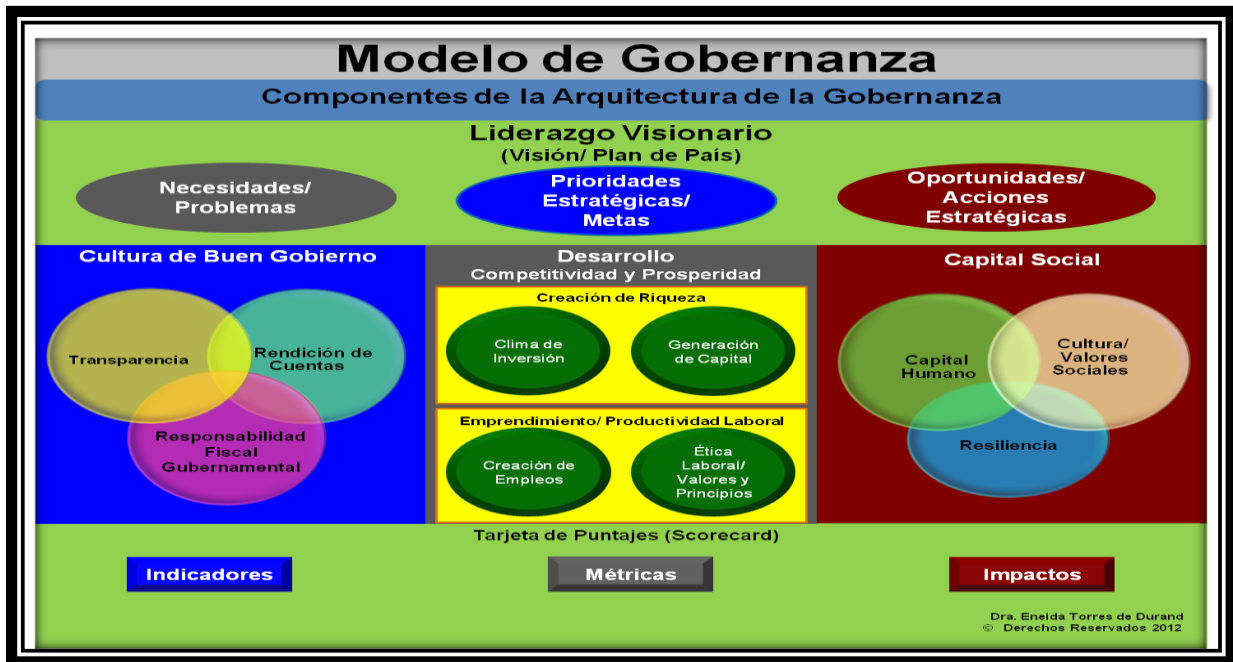 Modelo de Gobernanza
Componentes de la Arquitectura de la Gobernanza
Liderazgo Visionario
(Visión/ Plan de País)
Necesidades/
Problemas
Prioridades
Estratégicas/
Metas
Oportunidades/
Acciones
Estratégicas
Cultura de Buen Gobierno
Transparencia
Rendición de
Cuentas
Responsabilidad
Fiscal
Gubernamental
Desarrollo
Competitividad y Prosperidad
Creación de Riqueza
Clima de
Inversión
Generación
de Capital
Emprendimiento/ Productividad Laboral
Creación de
Empleos
Ética
Laboral/
Valores y
Principios
Capital Social
Capital
Humano
Cultura/
Valores
Sociales
Resiliencia
Tarjeta de Puntajes (Scorecard)
Indicadores
Métricas
Impactos
Dra. Eneida Torres de Durand
© Derechos Reservados 2012